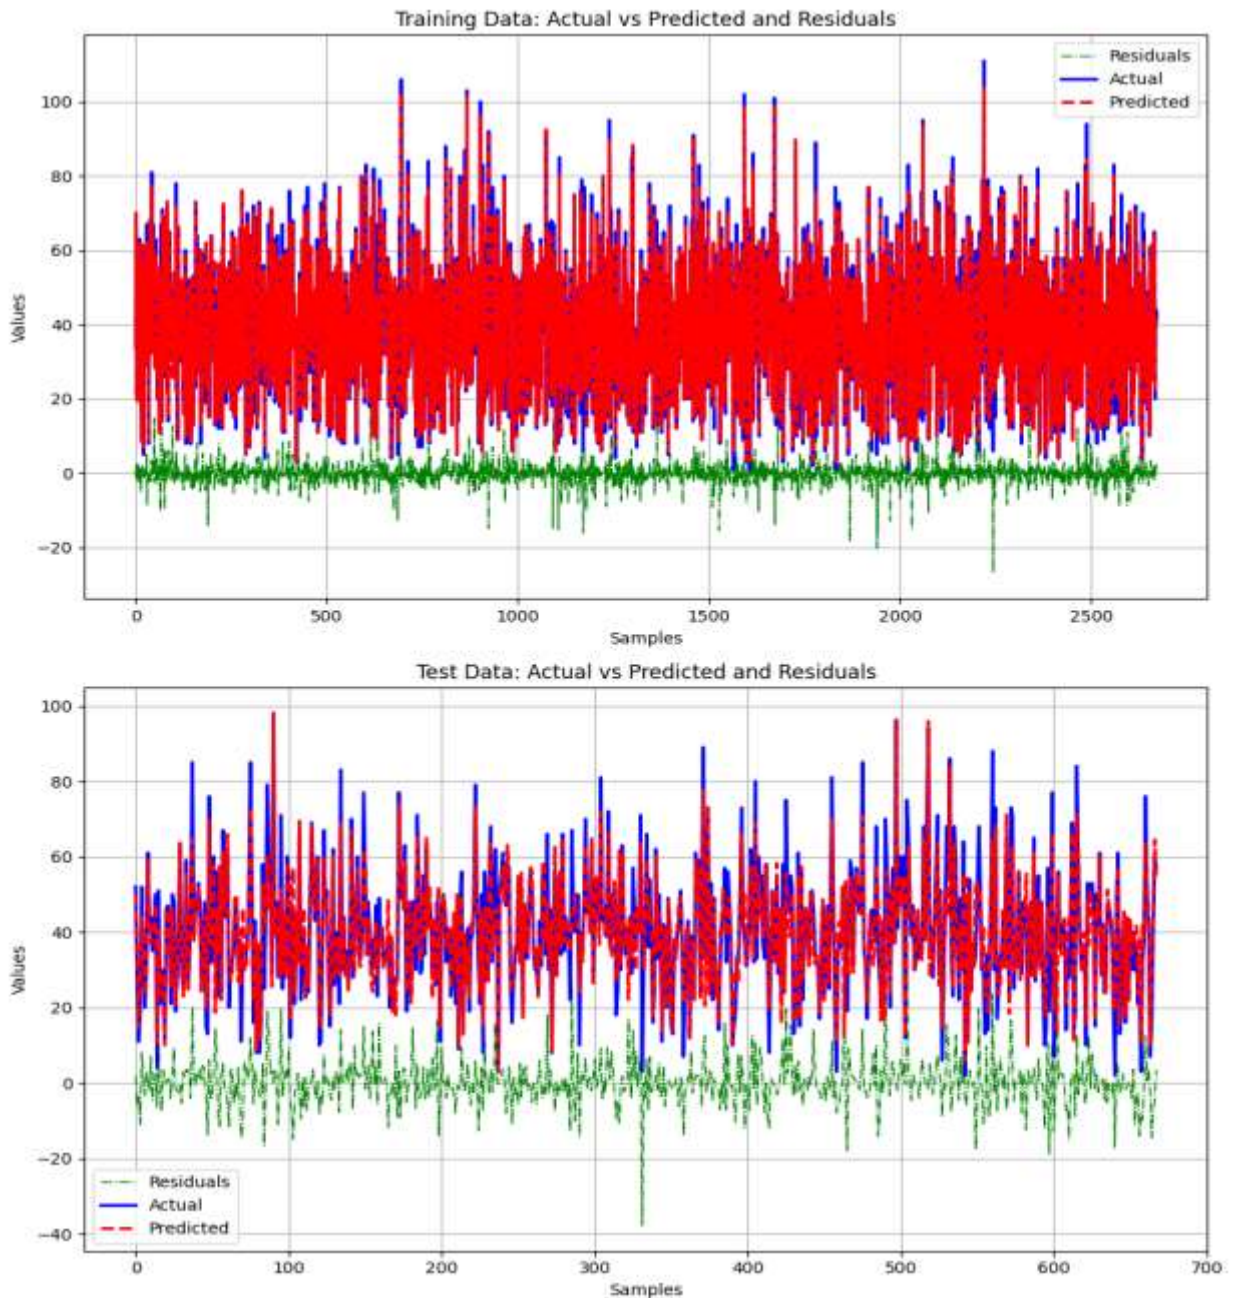 Training Data: Actual vs Predicted and Residuals
Residuals
Actual
Predicted
Values
100
80
60
40
20
0
−20
0 500 1000 1500 2000 2500
Samples
Test Data: Actual vs Predicted and Residuals
Values
100
80
60
40
20
0
−20
−40
Residuals
Actual
Predicted
0 100 200 300 400 500 600 700
Samples